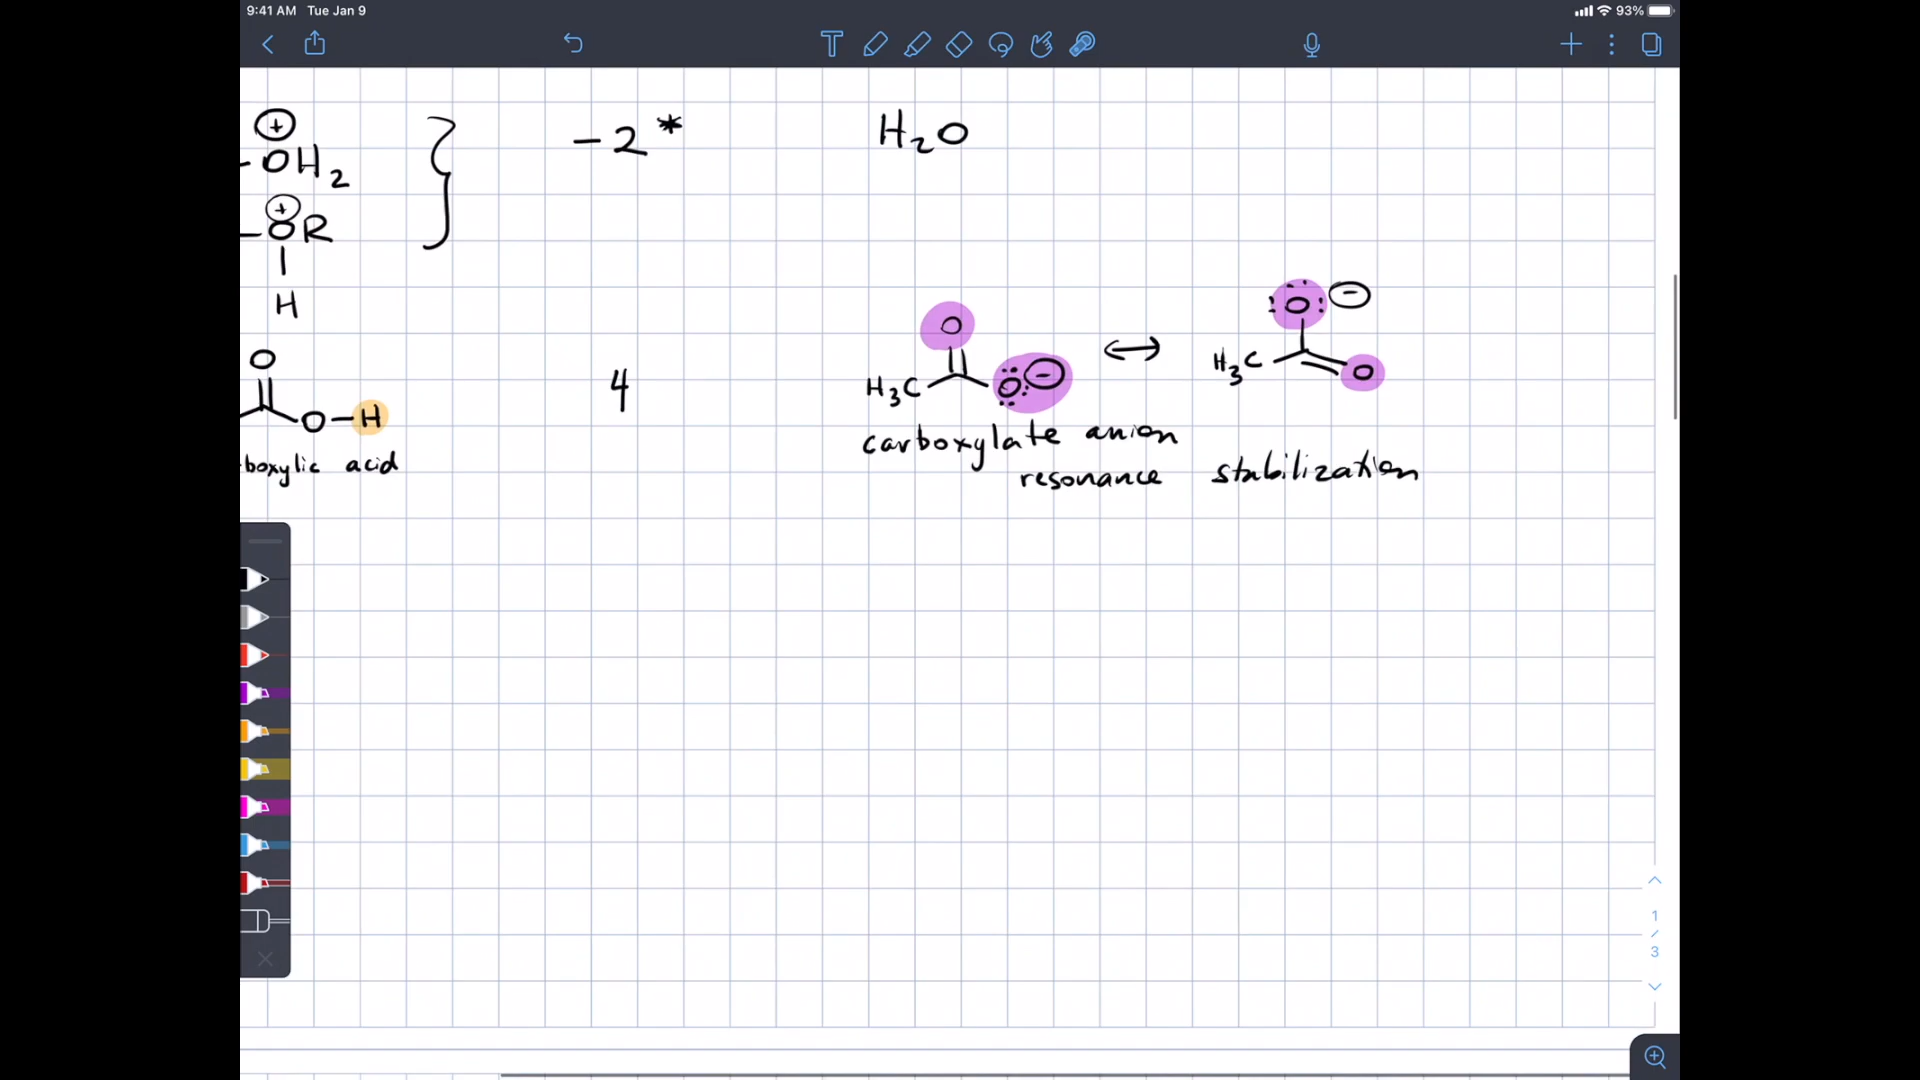 9:41 AM Tue Jan 9
93%
T
⊕
-OH₂
-2*
H₂O
⊕
-OR
H
O
O-H
boxylic acid
4
O
H₃C O ⊖
↔
O ⊖
H₃C O
carboxylate anion
resonance stabilization
1
/
3